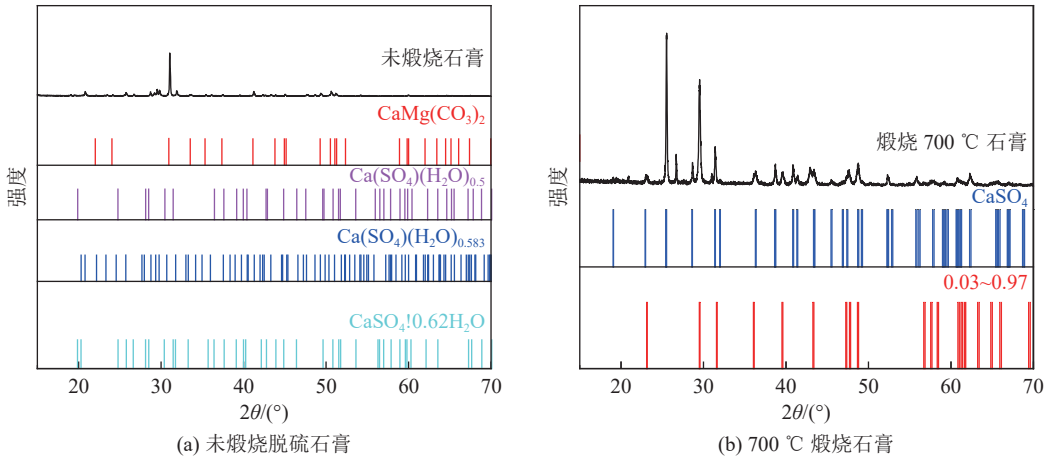 强度
未煅烧石膏
CaMg(CO₃)₂
Ca(SO₄)(H₂O)₀.₅
Ca(SO₄)(H₂O)₀.₅₈₃
CaSO₄!0.62H₂O
20 30 40 50 60 70
2θ/(°)
(a) 未煅烧脱硫石膏
强度
煅烧 700 ℃ 石膏
CaSO₄
0.03~0.97
20 30 40 50 60 70
2θ/(°)
(b) 700 ℃ 煅烧石膏